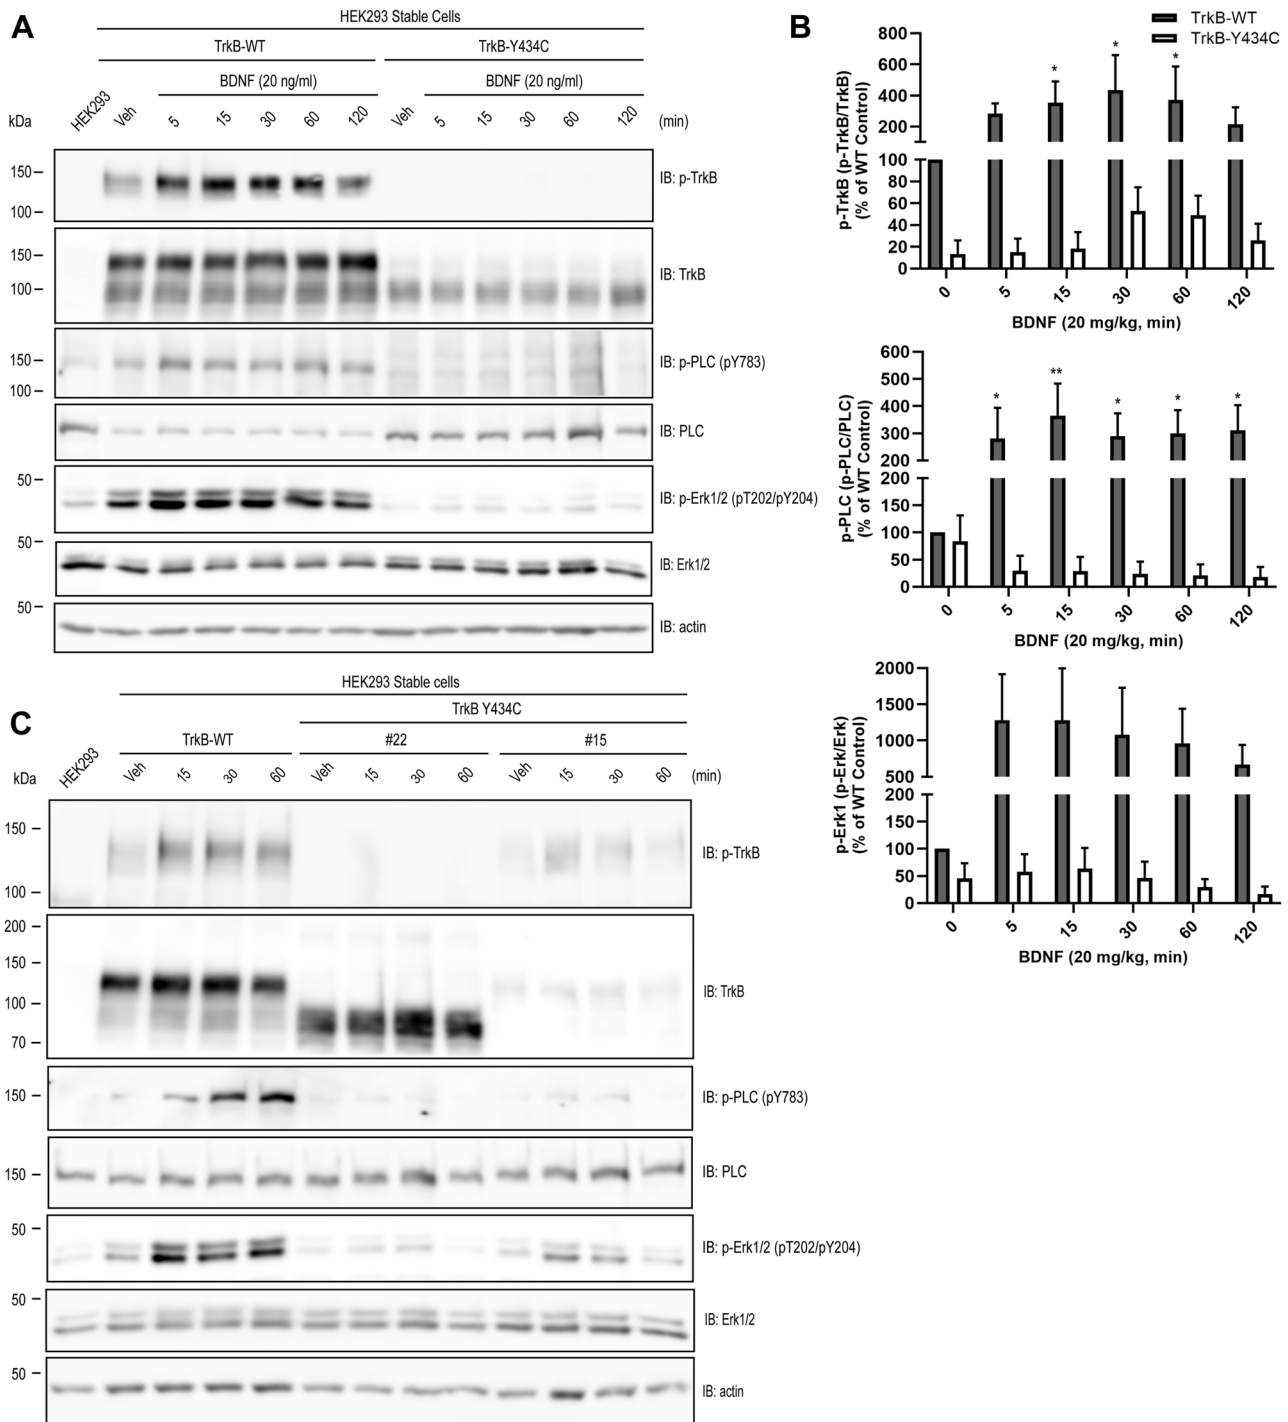 A
HEK293 Stable Cells
TrkB-WT TrkB-Y434C
BDNF (20 ng/ml) BDNF (20 ng/ml)
kDa HEK293 Veh 5 15 30 60 120 Veh 5 15 30 60 120 (min)
150
100
IB: p-TrkB
150
100
IB: TrkB
150
100
IB: p-PLC (pY783)
IB: PLC
50
IB: p-Erk1/2 (pT202/pY204)
50
IB: Erk1/2
50
IB: actin
B
TrkB-WT
TrkB-Y434C
p-TrkB (p-TrkB/TrkB)
(% of WT Control)
800
600
400
200
100
80
60
40
20
0
* * *
0 5 15 30 60 120
BDNF (20 mg/kg, min)
p-PLC (p-PLC/PLC)
(% of WT Control)
600
500
400
300
200
200
150
100
50
0
* ** * * *
0 5 15 30 60 120
BDNF (20 mg/kg, min)
p-Erk1 (p-Erk/Erk)
(% of WT Control)
2000
1500
1000
500
200
150
100
50
0
0 5 15 30 60 120
BDNF (20 mg/kg, min)
C
HEK293 Stable cells
TrkB Y434C
TrkB-WT #22 #15
kDa HEK293 Veh 15 30 60 Veh 15 30 60 Veh 15 30 60 (min)
150
100
IB: p-TrkB
200
150
100
70
IB: TrkB
150
IB: p-PLC (pY783)
150
IB: PLC
50
IB: p-Erk1/2 (pT202/pY204)
50
IB: Erk1/2
50
IB: actin